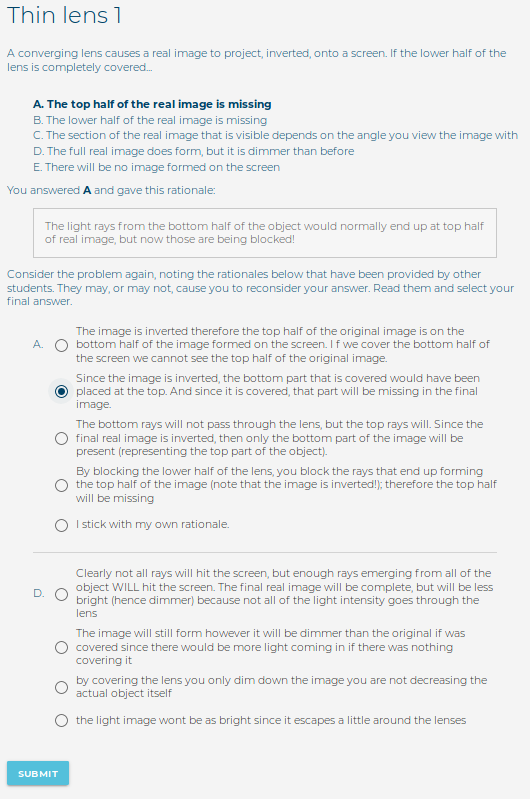 Thin lens 1
A converging lens causes a real image to project, inverted, onto a screen. If the lower half of the
lens is completely covered...
A. The top half of the real image is missing
B. The lower half of the real image is missing
C. The section of the real image that is visible depends on the angle you view the image with
D. The full real image does form, but it is dimmer than before
E. There will be no image formed on the screen
You answered A and gave this rationale:
The light rays from the bottom half of the object would normally end up at top half
of real image, but now those are being blocked!
Consider the problem again, noting the rationales below that have been provided by other
students. They may, or may not, cause you to reconsider your answer. Read them and select your
final answer.
The image is inverted therefore the top half of the original image is on the
A. bottom half of the image formed on the screen. I f we cover the bottom half of
the screen we cannot see the top half of the original image.
Since the image is inverted, the bottom part that is covered would have been
placed at the top. And since it is covered, that part will be missing in the final
image.
The bottom rays will not pass through the lens, but the top rays will. Since the
final real image is inverted, then only the bottom part of the image will be
present (representing the top part of the object).
By blocking the lower half of the lens, you block the rays that end up forming
the top half of the image (note that the image is inverted!); therefore the top half
will be missing
I stick with my own rationale.
Clearly not all rays will hit the screen, but enough rays emerging from all of the
D. object WILL hit the screen. The final real image will be complete, but will be less
bright (hence dimmer) because not all of the light intensity goes through the
lens
The image will still form however it will be dimmer than the original if was
covered since there would be more light coming in if there was nothing
covering it
by covering the lens you only dim down the image you are not decreasing the
actual object itself
the light image wont be as bright since it escapes a little around the lenses
SUBMIT